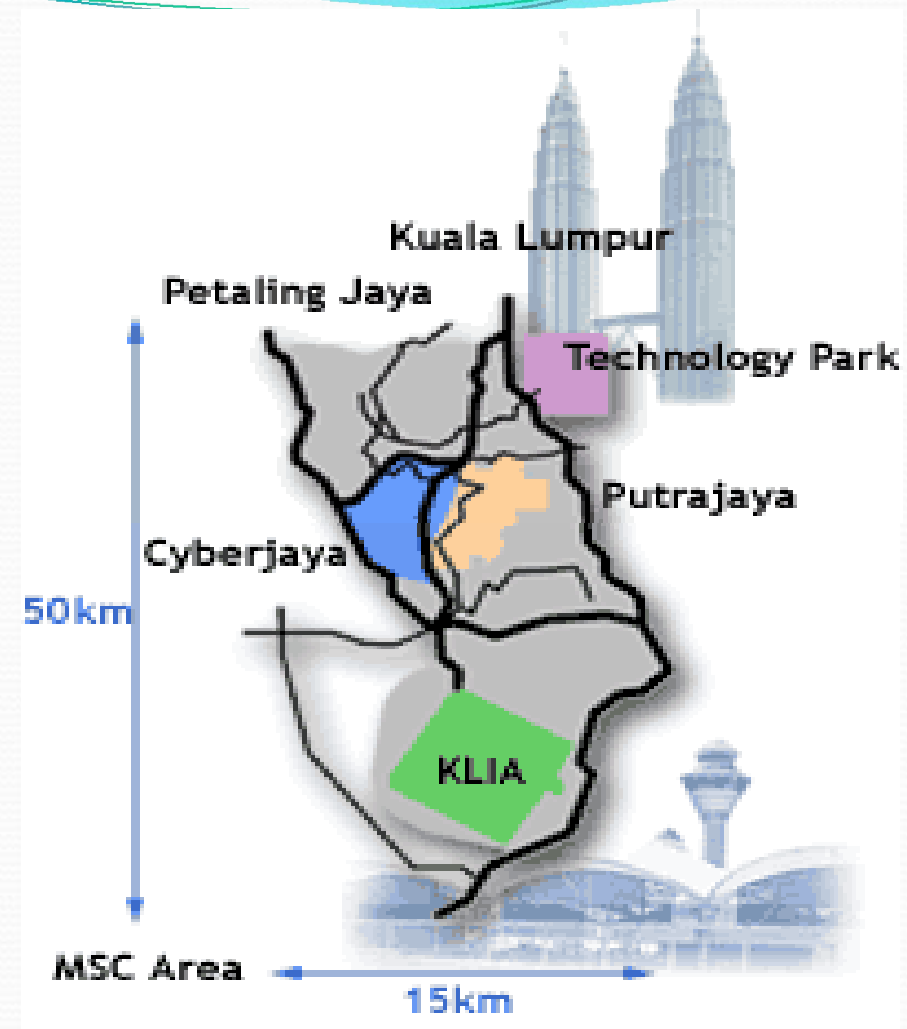 Kuala Lumpur
Petaling Jaya
Technology Park
Putrajaya
Cyberjaya
50km
KLIA
MSC Area
15km